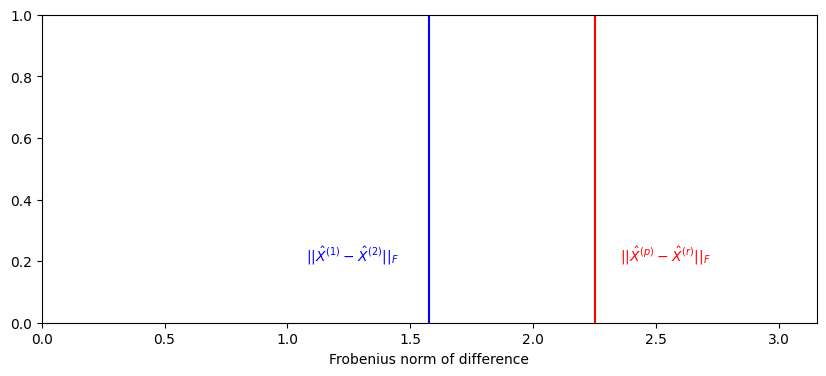 1.0
0.8
0.6
0.4
0.2
0.0
||X̂⁽¹⁾ − X̂⁽²⁾||_F
||X̂⁽ᵖ⁾ − X̂⁽ʳ⁾||_F
0.0 0.5 1.0 1.5 2.0 2.5 3.0
Frobenius norm of difference